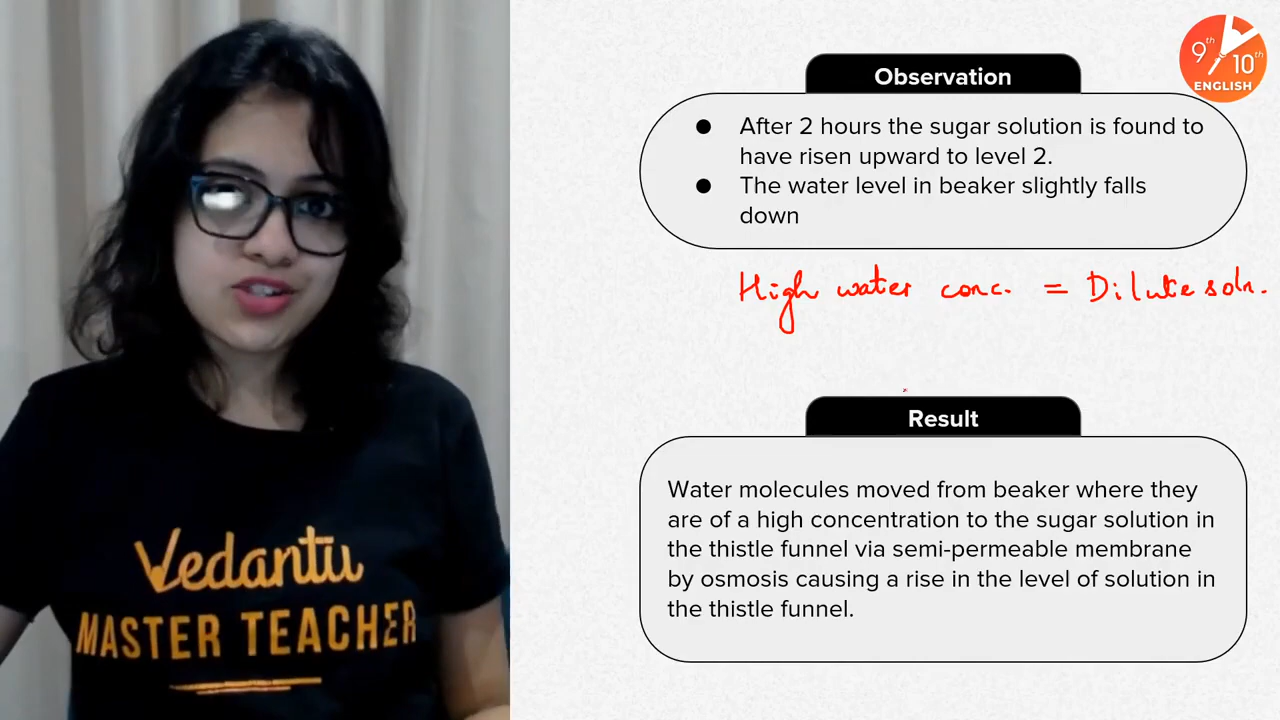 Vedantu
MASTER TEACHER
9th 10th
ENGLISH
Observation
● After 2 hours the sugar solution is found to
have risen upward to level 2.
● The water level in beaker slightly falls
down
High water conc. = Dilute soln.
Result
Water molecules moved from beaker where they
are of a high concentration to the sugar solution in
the thistle funnel via semi-permeable membrane
by osmosis causing a rise in the level of solution in
the thistle funnel.